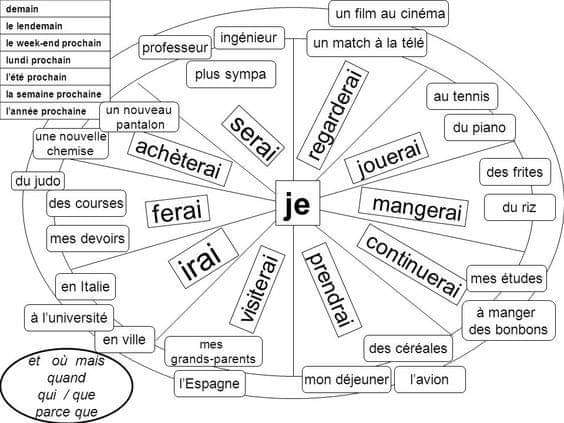 demain
le lendemain
le week-end prochain
lundi prochain
l'été prochain
la semaine prochaine
l'année prochaine
un film au cinéma
un match à la télé
ingénieur
professeur
plus sympa
un nouveau
pantalon
une nouvelle
chemise
du judo
des courses
mes devoirs
en Italie
à l'université
en ville
mes
grands-parents
l'Espagne
mon déjeuner
l'avion
des céréales
à manger
des bonbons
mes études
du riz
des frites
du piano
au tennis
je
serai
regarderai
jouerai
mangerai
continuerai
prendrai
visiterai
irai
ferai
achèterai
et où mais
quand
qui / que
parce que